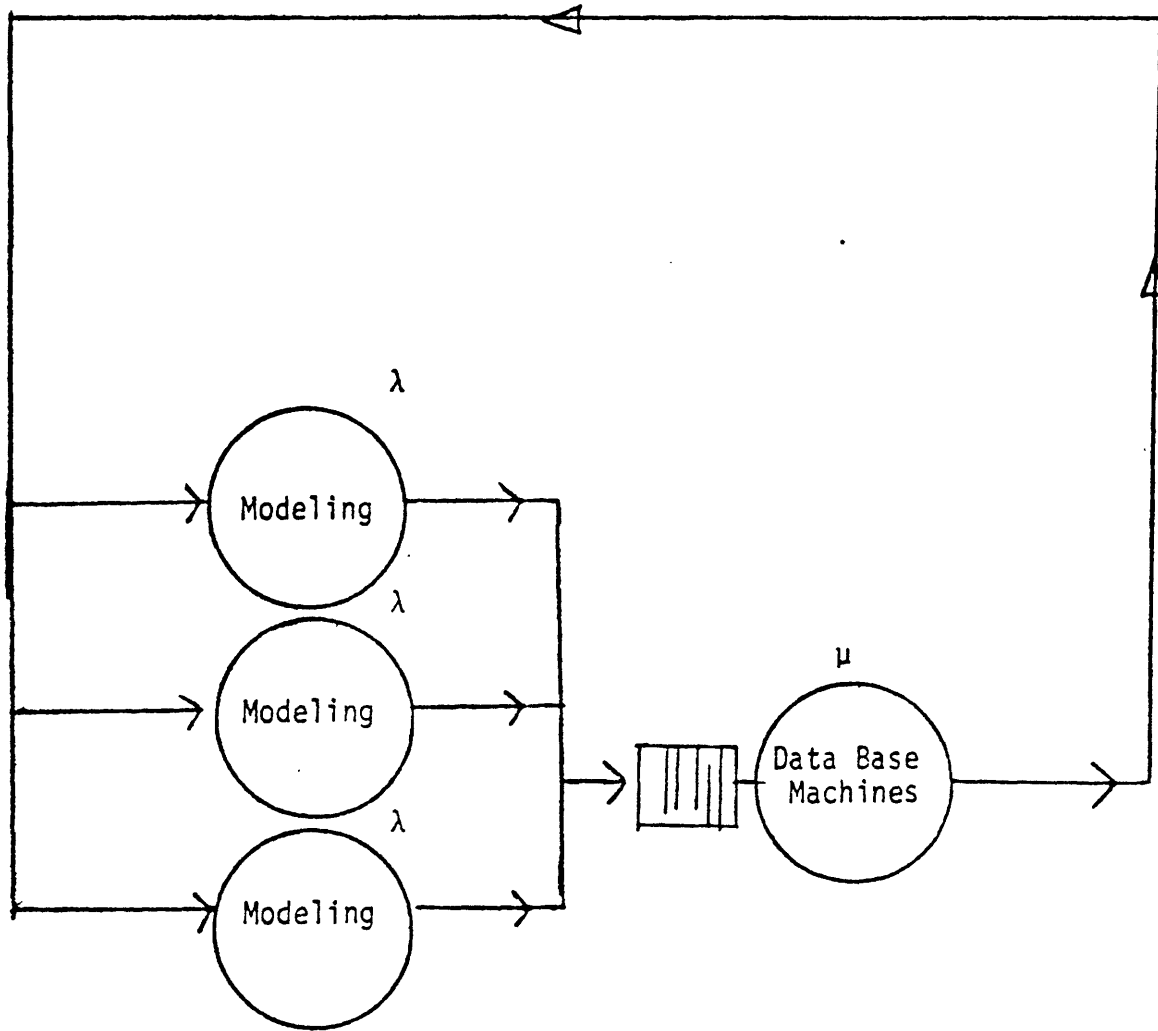 λ
Modeling
λ
Modeling
λ
Modeling
μ
Data Base
Machines